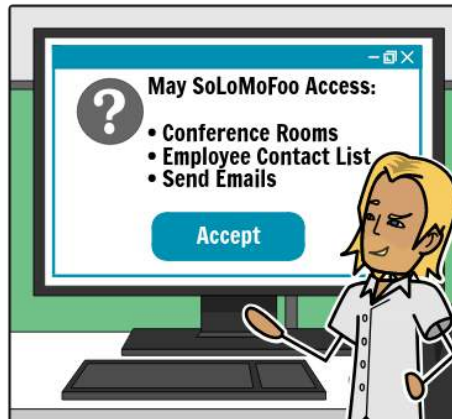 May SoLoMoFoo Access:
• Conference Rooms
• Employee Contact List
• Send Emails
Accept